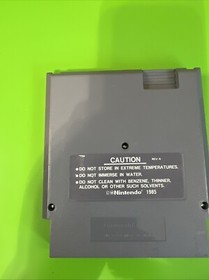 CAUTION REV-A
●DO NOT STORE IN EXTREME TEMPERATURES.
●DO NOT IMMERSE IN WATER.
●DO NOT CLEAN WITH BENZENE, THINNER,
ALCOHOL OR OTHER SUCH SOLVENTS.
©®Nintendo® 1985